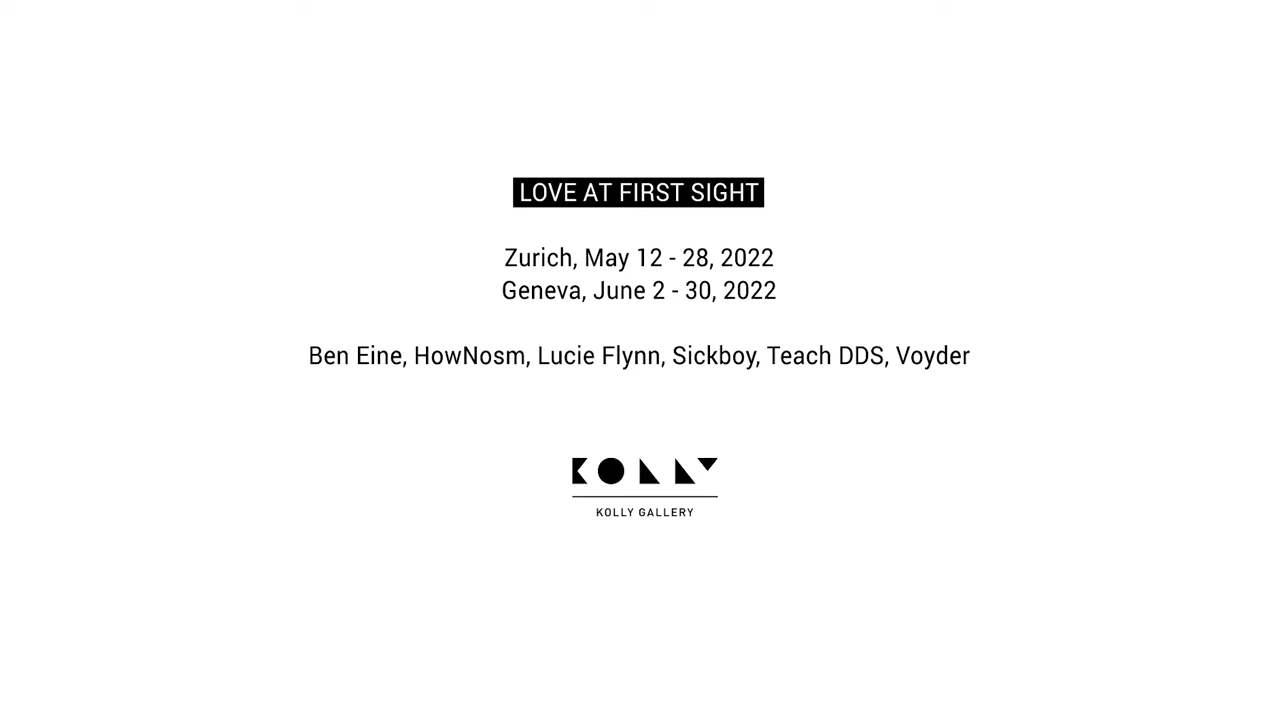 LOVE AT FIRST SIGHT
Zurich, May 12 - 28, 2022
Geneva, June 2 - 30, 2022
Ben Eine, HowNosm, Lucie Flynn, Sickboy, Teach DDS, Voyder
KOLLY
KOLLY GALLERY